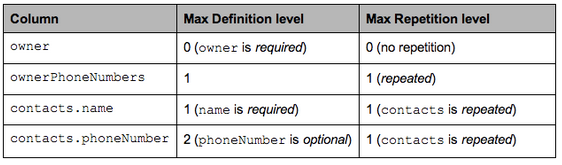 Column Max Definition level Max Repetition level
owner 0 (owner is required) 0 (no repetition)
ownerPhoneNumbers 1 1 (repeated)
contacts.name 1 (name is required) 1 (contacts is repeated)
contacts.phoneNumber 2 (phoneNumber is optional) 1 (contacts is repeated)